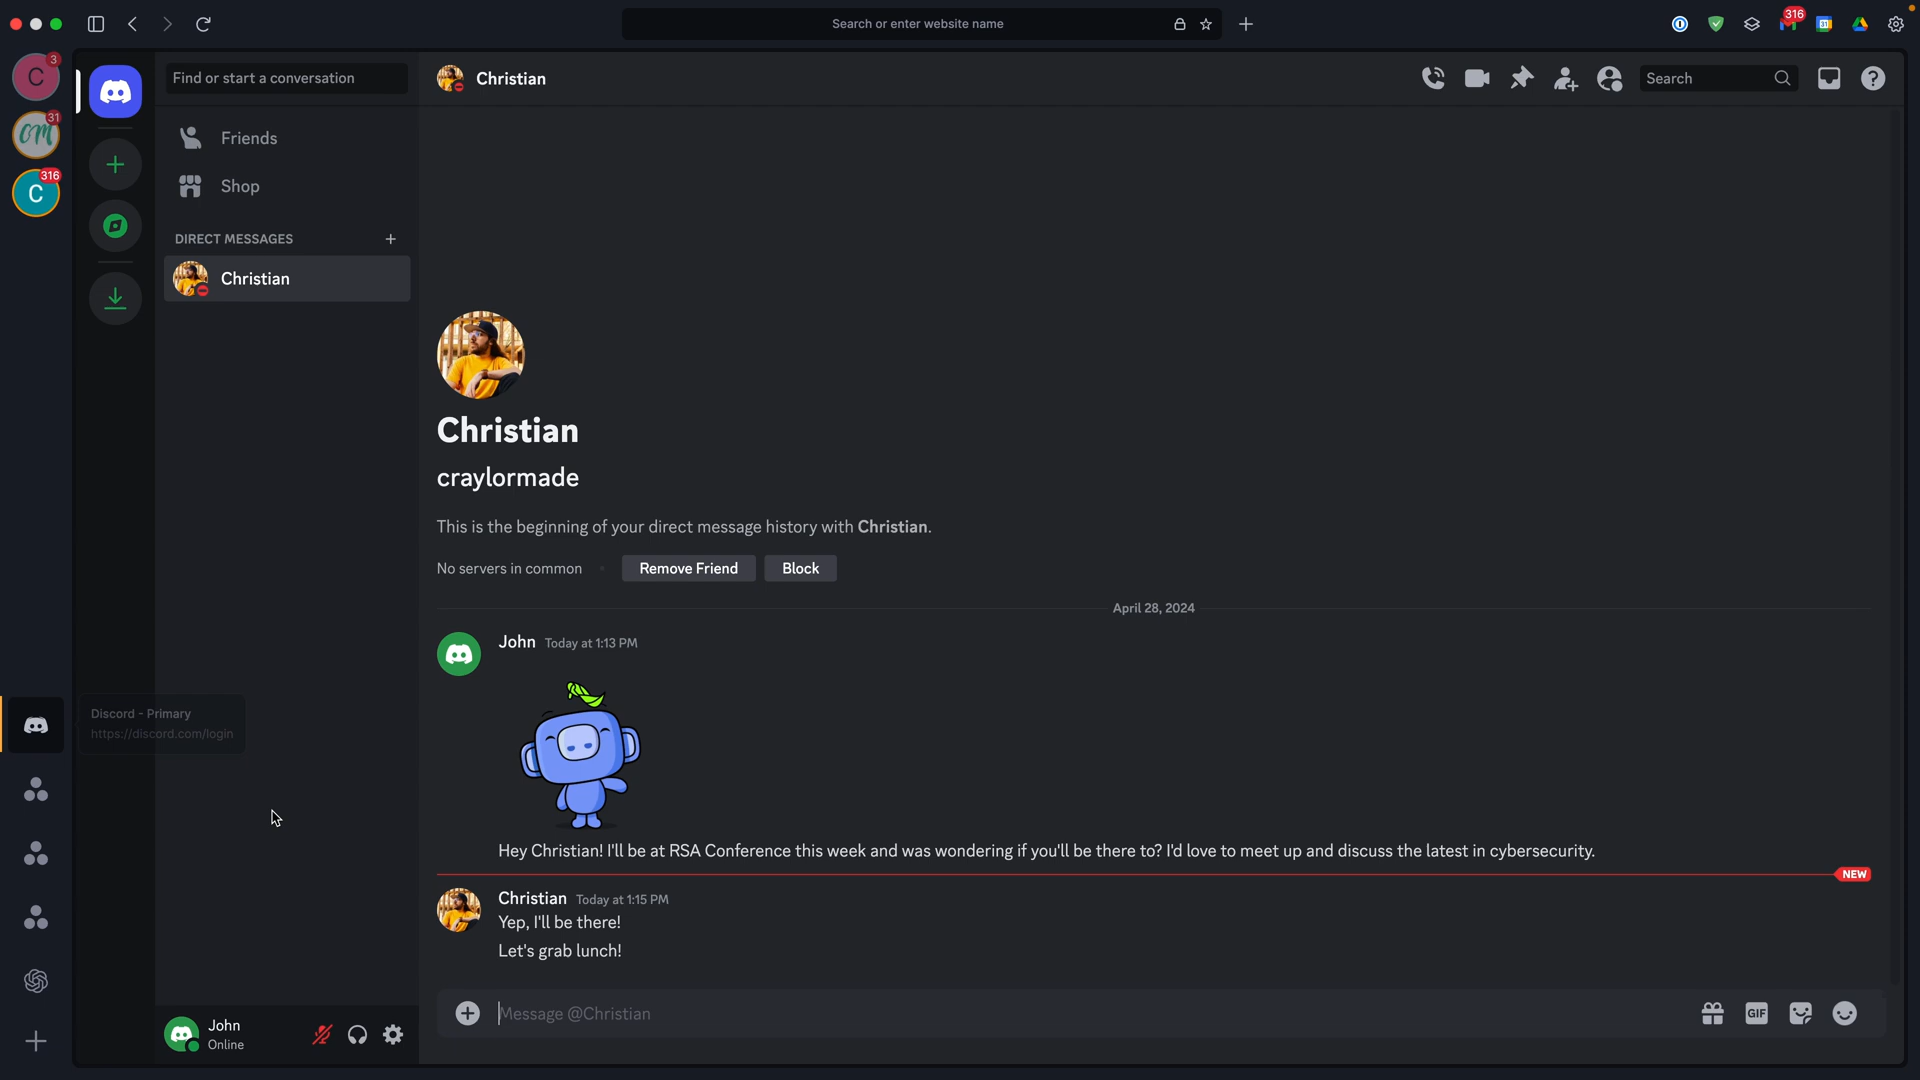 Search or enter website name
316
31
3
C
31
OM
316
C
Find or start a conversation
Friends
Shop
DIRECT MESSAGES
Christian
Discord - Primary
https://discord.com/login
John
Online
Christian
Search
Christian
craylormade
This is the beginning of your direct message history with Christian.
No servers in common
Remove Friend
Block
April 28, 2024
John Today at 1:13 PM
Hey Christian! I'll be at RSA Conference this week and was wondering if you'll be there to? I'd love to meet up and discuss the latest in cybersecurity.
NEW
Christian Today at 1:15 PM
Yep, I'll be there!
Let's grab lunch!
Message @Christian
GIF